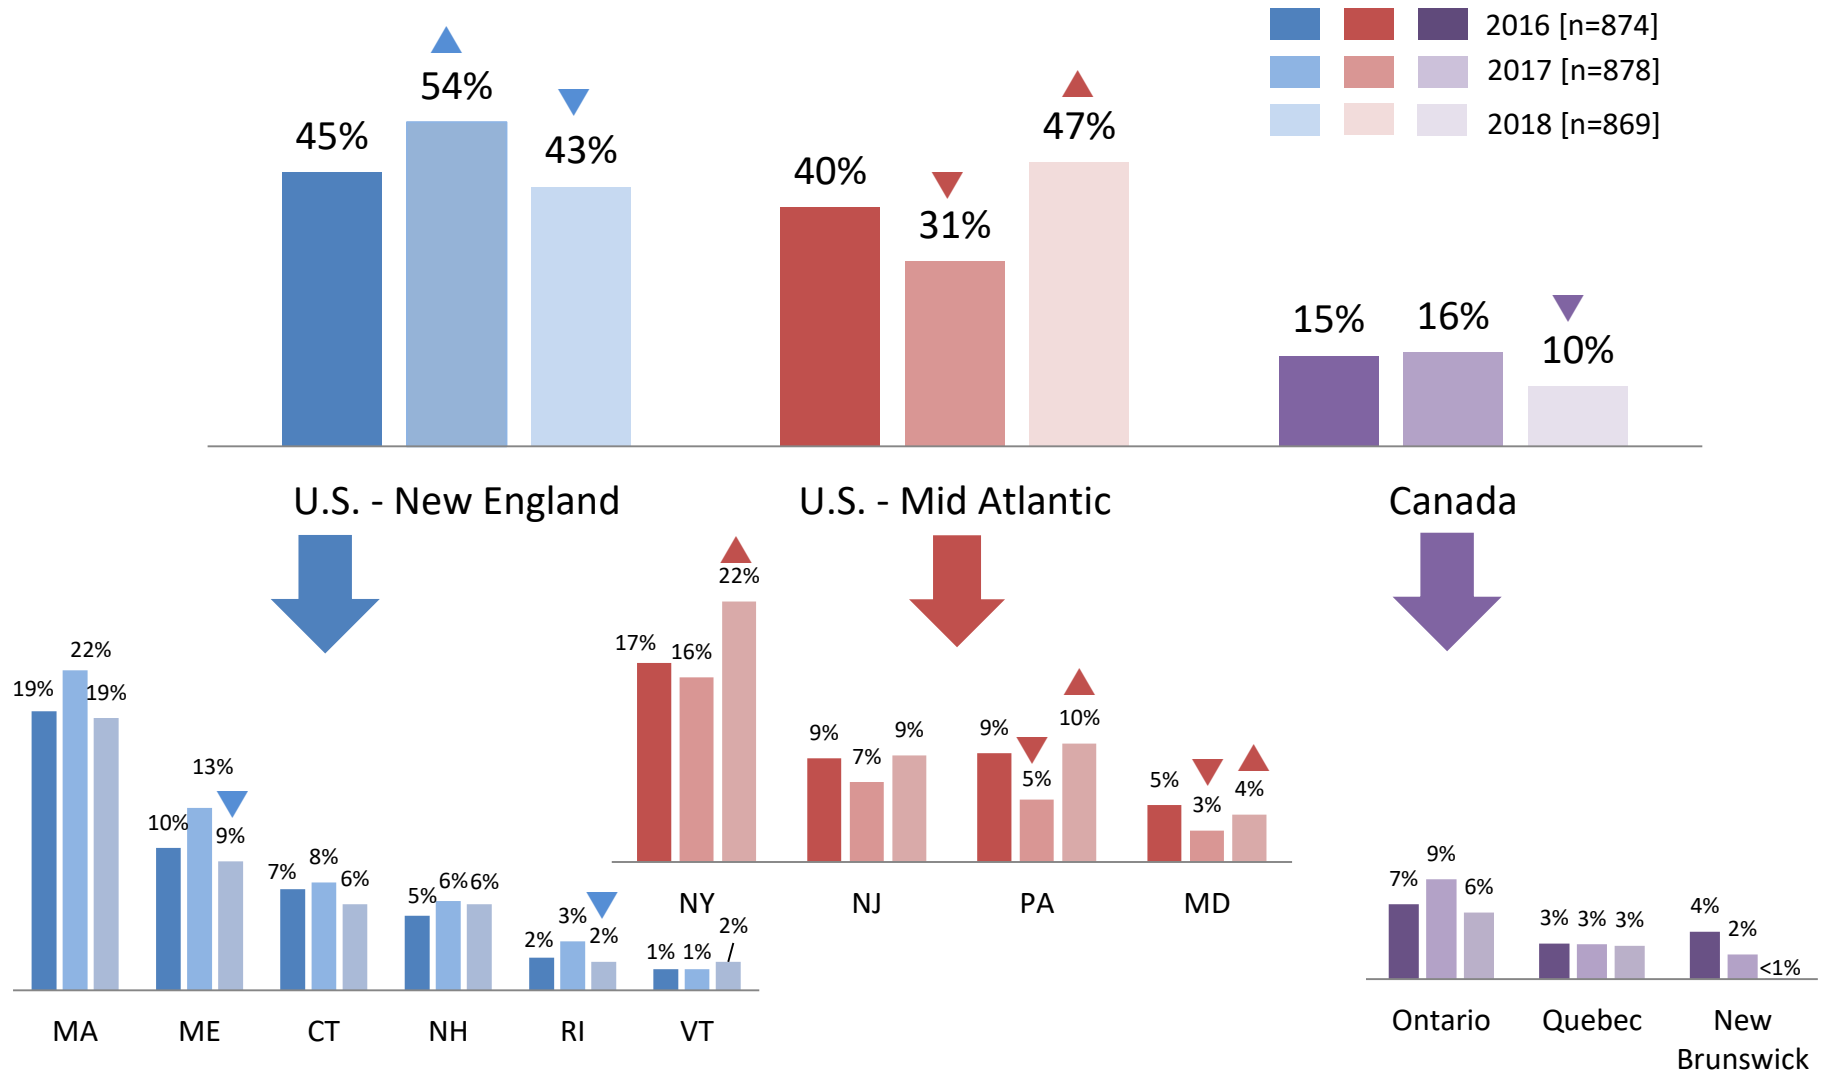 2016 [n=874]
2017 [n=878]
2018 [n=869]
45%
54%
43%
40%
31%
47%
15%
16%
10%
U.S. - New England
U.S. - Mid Atlantic
Canada
19%
22%
19%
10%
13%
9%
7%
8%
6%
5%
6%
6%
2%
3%
2%
1%
1%
2%
MA
ME
CT
NH
RI
VT
17%
16%
22%
9%
7%
9%
9%
5%
10%
5%
3%
4%
NY
NJ
PA
MD
7%
9%
6%
3%
3%
3%
4%
2%
<1%
Ontario
Quebec
New
Brunswick